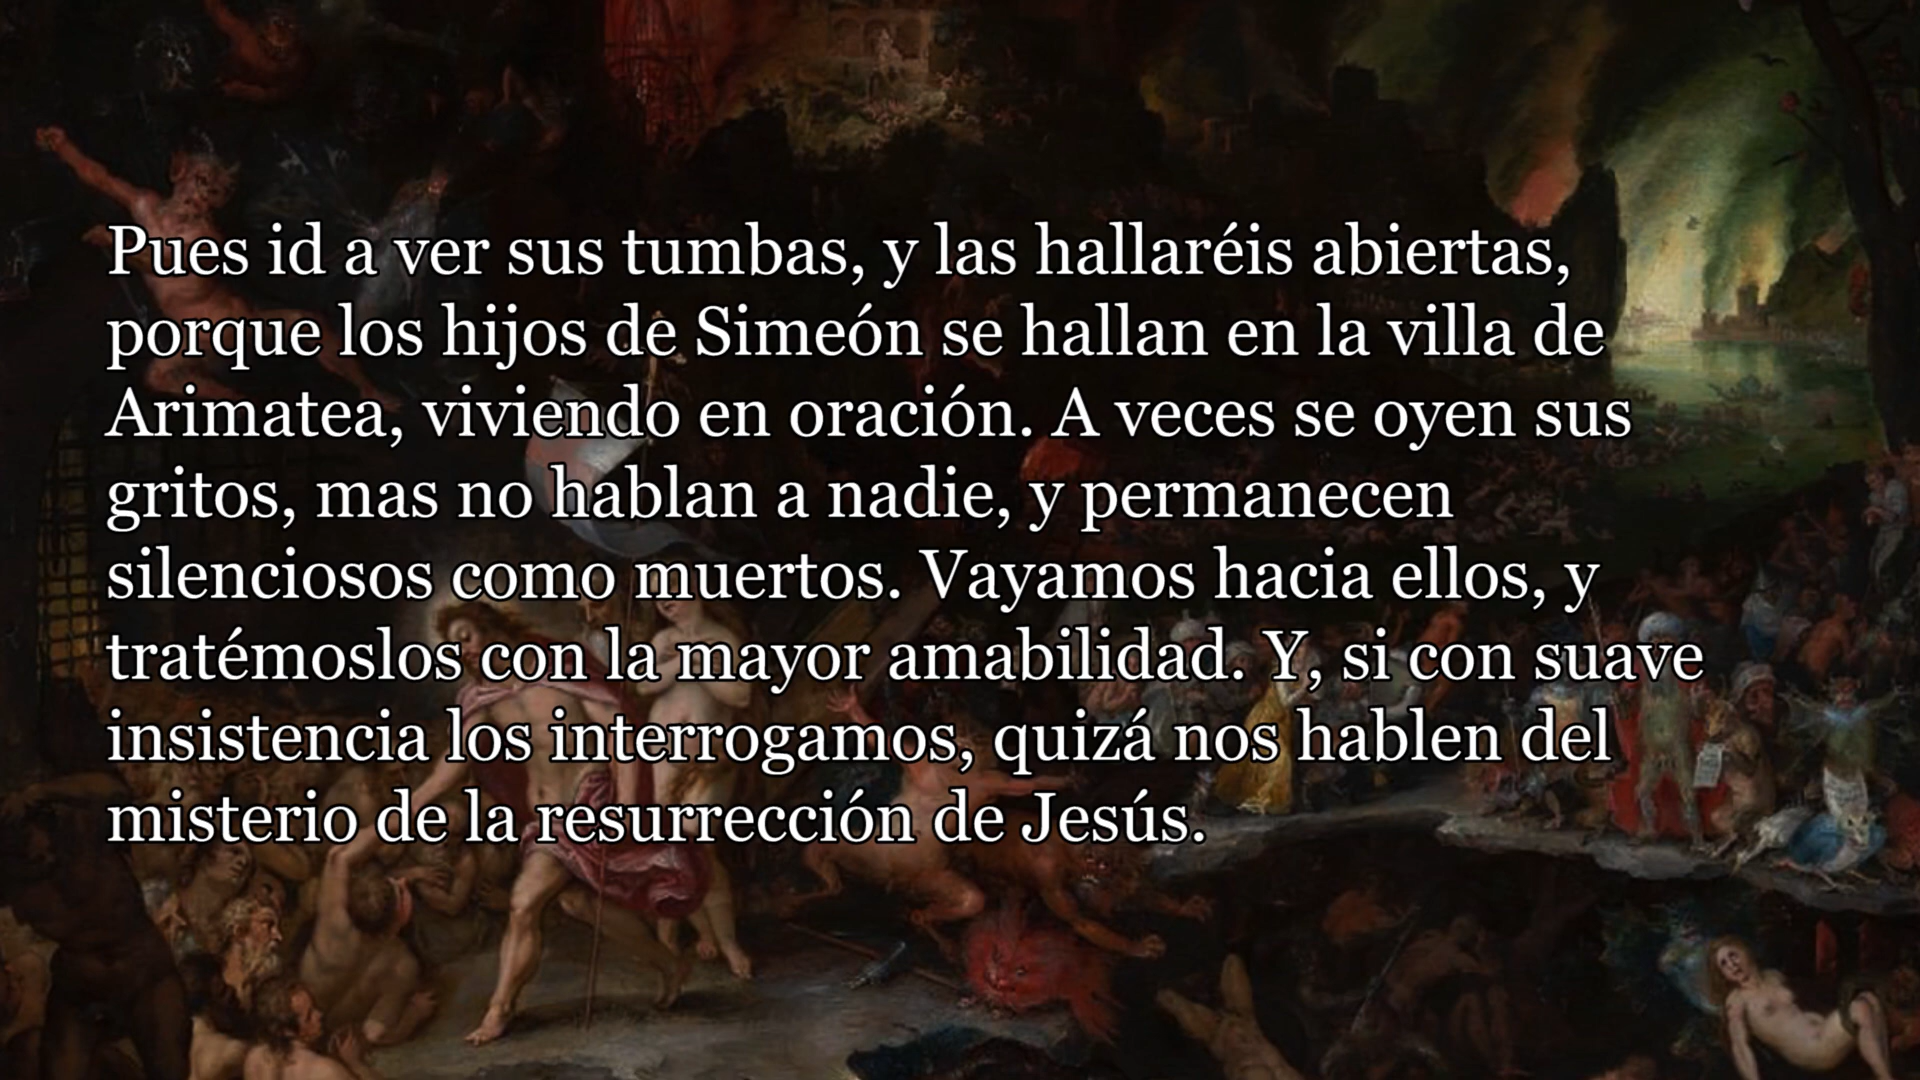 Pues id a ver sus tumbas, y las hallaréis abiertas,
porque los hijos de Simeón se hallan en la villa de
Arimatea, viviendo en oración. A veces se oyen sus
gritos, mas no hablan a nadie, y permanecen
silenciosos como muertos. Vayamos hacia ellos, y
tratémoslos con la mayor amabilidad. Y, si con suave
insistencia los interrogamos, quizá nos hablen del
misterio de la resurrección de Jesús.